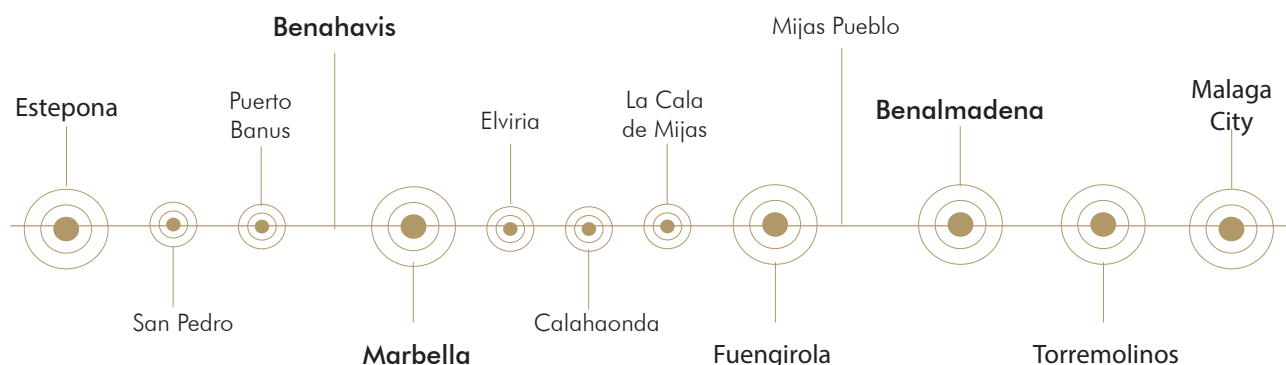 Benahavis
Mijas Pueblo
Estepona
Puerto
Banus
Elviria
La Cala
de Mijas
Benalmadena
Malaga
City
San Pedro
Marbella
Calahaonda
Fuengirola
Torremolinos